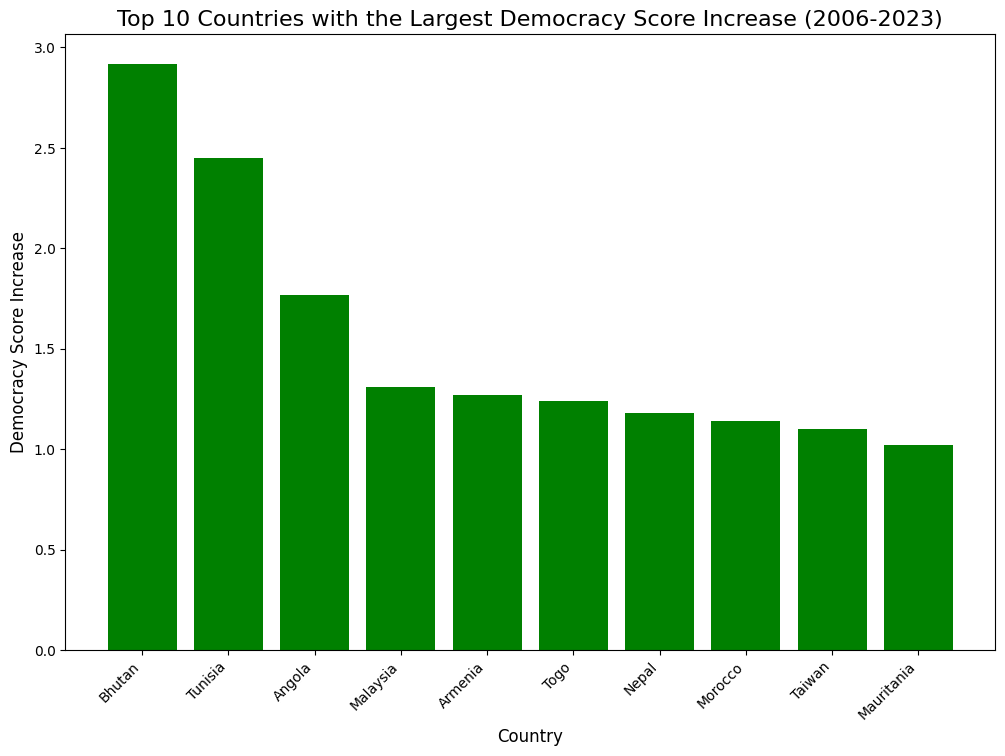 Top 10 Countries with the Largest Democracy Score Increase (2006-2023)
Democracy Score Increase
3.0
2.5
2.0
1.5
1.0
0.5
0.0
Bhutan
Tunisia
Angola
Malaysia
Armenia
Togo
Nepal
Morocco
Taiwan
Mauritania
Country